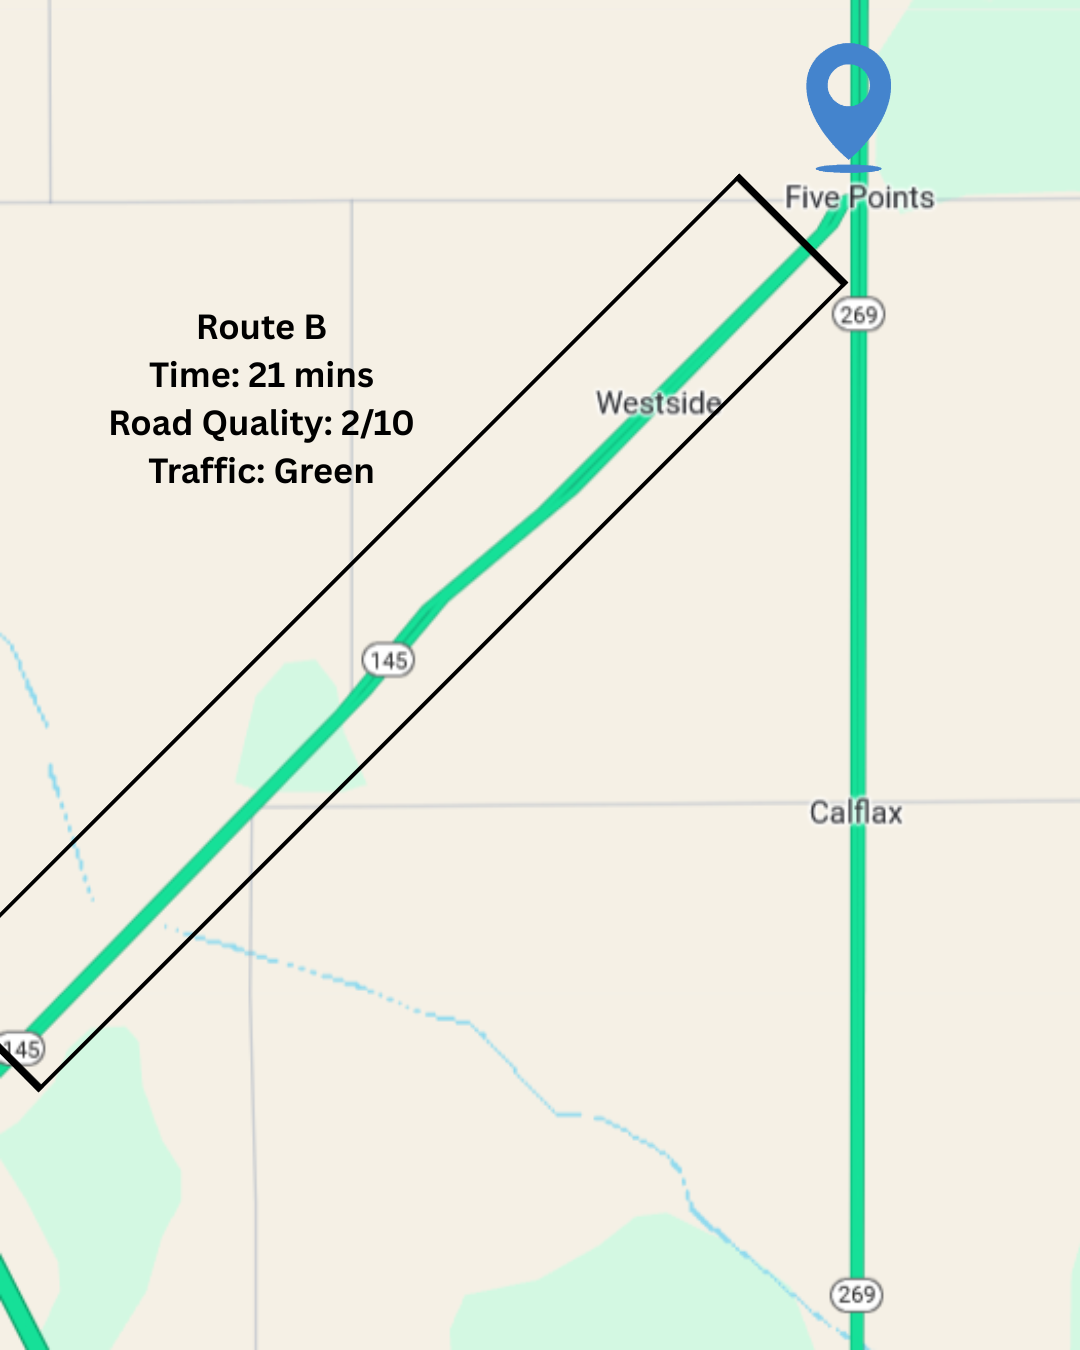 Five Points
269
Route B
Time: 21 mins
Road Quality: 2/10
Traffic: Green
Westside
145
Calflax
145
269